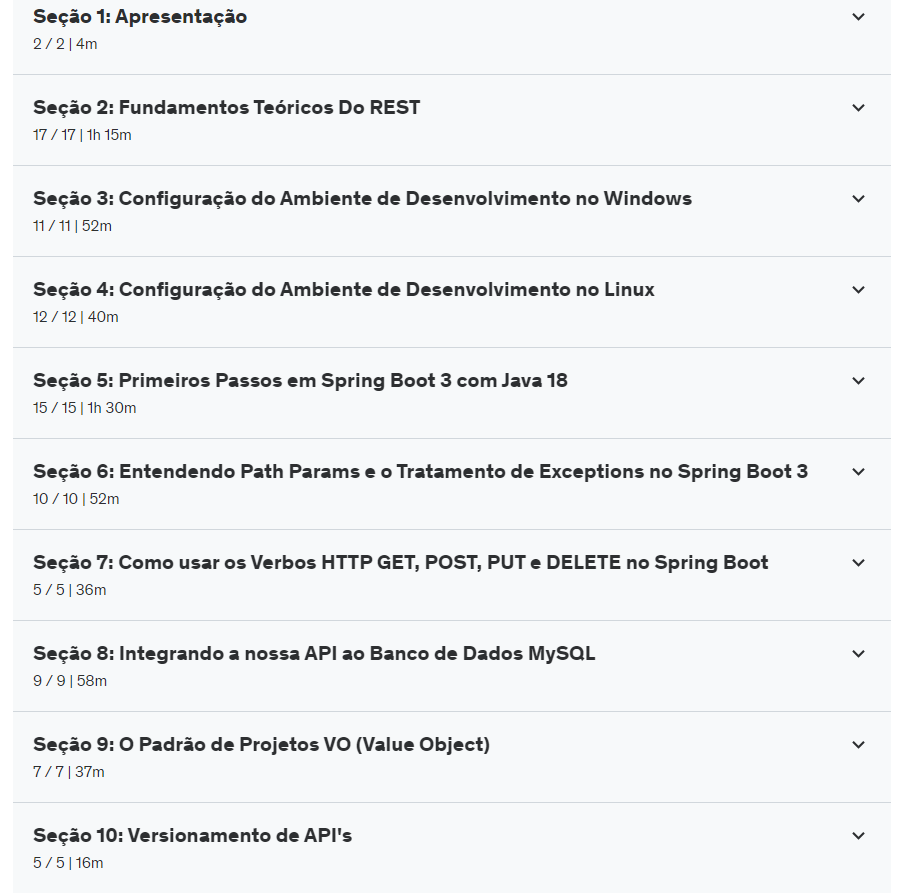 Seção 1: Apresentação
2 / 2 | 4m
Seção 2: Fundamentos Teóricos Do REST
17 / 17 | 1h 15m
Seção 3: Configuração do Ambiente de Desenvolvimento no Windows
11 / 11 | 52m
Seção 4: Configuração do Ambiente de Desenvolvimento no Linux
12 / 12 | 40m
Seção 5: Primeiros Passos em Spring Boot 3 com Java 18
15 / 15 | 1h 30m
Seção 6: Entendendo Path Params e o Tratamento de Exceptions no Spring Boot 3
10 / 10 | 52m
Seção 7: Como usar os Verbos HTTP GET, POST, PUT e DELETE no Spring Boot
5 / 5 | 36m
Seção 8: Integrando a nossa API ao Banco de Dados MySQL
9 / 9 | 58m
Seção 9: O Padrão de Projetos VO (Value Object)
7 / 7 | 37m
Seção 10: Versionamento de API's
5 / 5 | 16m